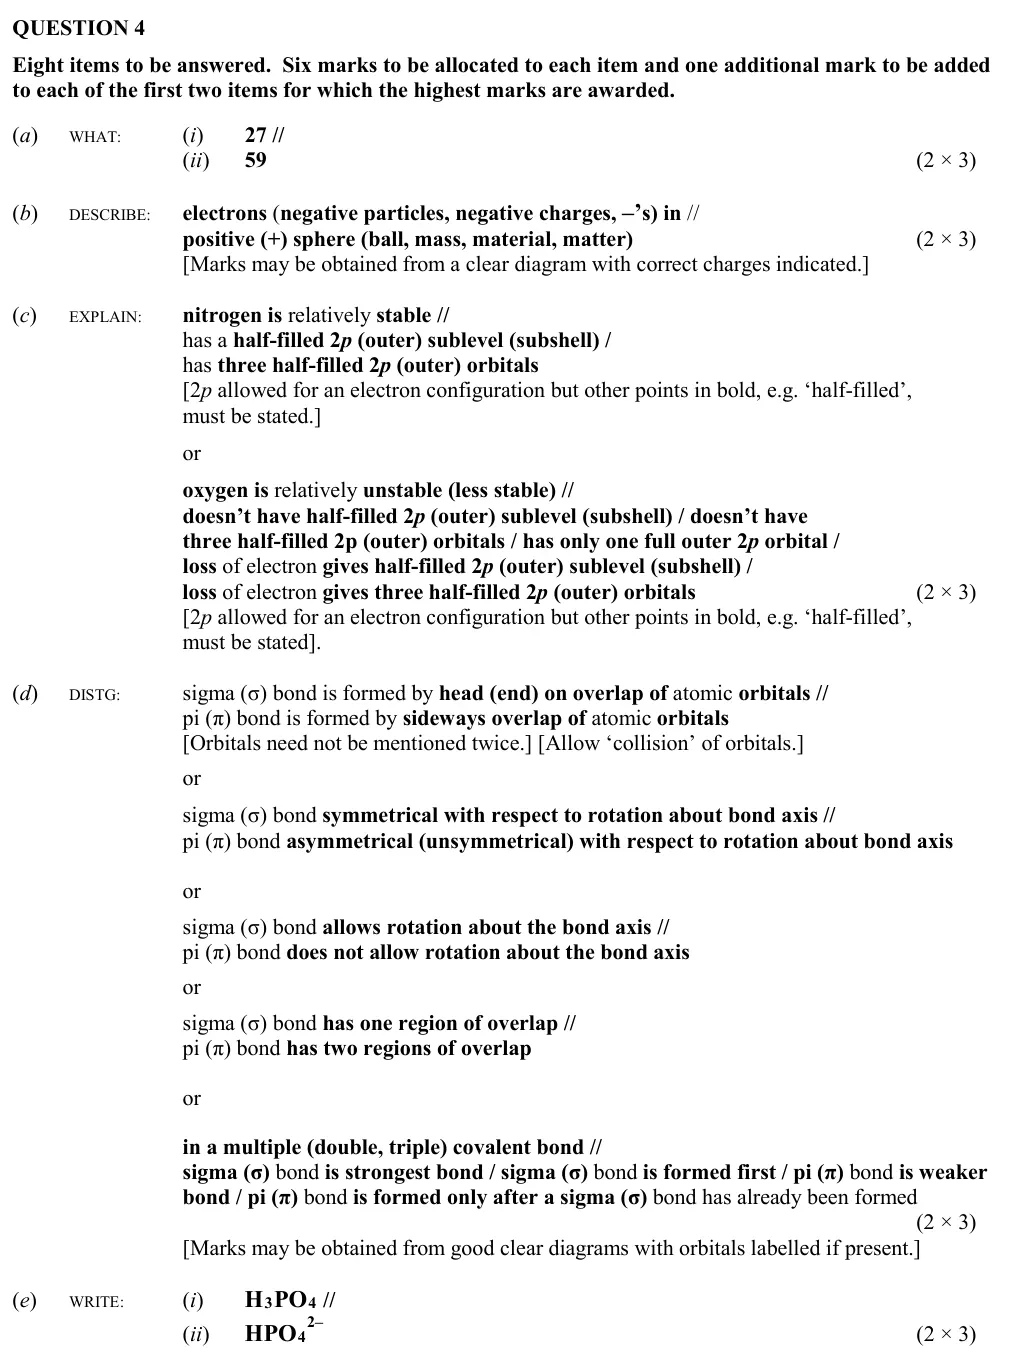 QUESTION 4
Eight items to be answered. Six marks to be allocated to each item and one additional mark to be added
to each of the first two items for which the highest marks are awarded.
(a) WHAT: (i) 27 //
(ii) 59 (2 × 3)
(b) DESCRIBE: electrons (negative particles, negative charges, –’s) in //
positive (+) sphere (ball, mass, material, matter) (2 × 3)
[Marks may be obtained from a clear diagram with correct charges indicated.]
(c) EXPLAIN: nitrogen is relatively stable //
has a half-filled 2p (outer) sublevel (subshell) /
has three half-filled 2p (outer) orbitals
[2p allowed for an electron configuration but other points in bold, e.g. ‘half-filled’,
must be stated.]
or
oxygen is relatively unstable (less stable) //
doesn’t have half-filled 2p (outer) sublevel (subshell) / doesn’t have
three half-filled 2p (outer) orbitals / has only one full outer 2p orbital /
loss of electron gives half-filled 2p (outer) sublevel (subshell) /
loss of electron gives three half-filled 2p (outer) orbitals (2 × 3)
[2p allowed for an electron configuration but other points in bold, e.g. ‘half-filled’,
must be stated].
(d) DISTG: sigma (σ) bond is formed by head (end) on overlap of atomic orbitals //
pi (π) bond is formed by sideways overlap of atomic orbitals
[Orbitals need not be mentioned twice.] [Allow ‘collision’ of orbitals.]
or
sigma (σ) bond symmetrical with respect to rotation about bond axis //
pi (π) bond asymmetrical (unsymmetrical) with respect to rotation about bond axis
or
sigma (σ) bond allows rotation about the bond axis //
pi (π) bond does not allow rotation about the bond axis
or
sigma (σ) bond has one region of overlap //
pi (π) bond has two regions of overlap
or
in a multiple (double, triple) covalent bond //
sigma (σ) bond is strongest bond / sigma (σ) bond is formed first / pi (π) bond is weaker
bond / pi (π) bond is formed only after a sigma (σ) bond has already been formed
(2 × 3)
[Marks may be obtained from good clear diagrams with orbitals labelled if present.]
(e) WRITE: (i) H₃PO₄ //
(ii) HPO₄²⁻ (2 × 3)